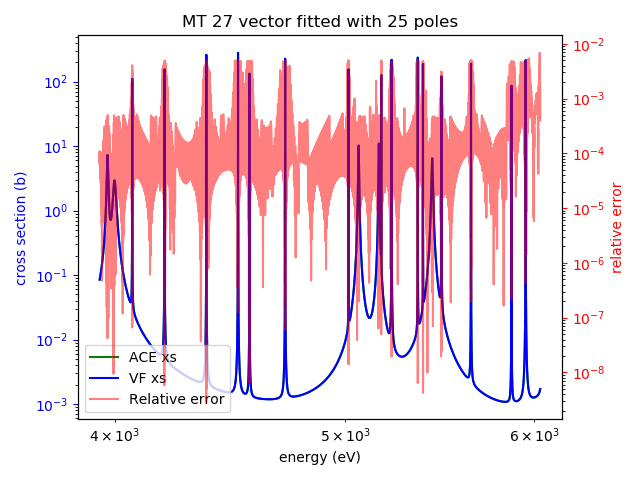 MT 27 vector fitted with 25 poles
cross section (b)
10²
10¹
10⁰
10⁻¹
10⁻²
10⁻³
10⁻²
10⁻³
10⁻⁴
10⁻⁵
10⁻⁶
10⁻⁷
10⁻⁸
relative error
ACE xs
VF xs
Relative error
4 × 10³ 5 × 10³ 6 × 10³
energy (eV)